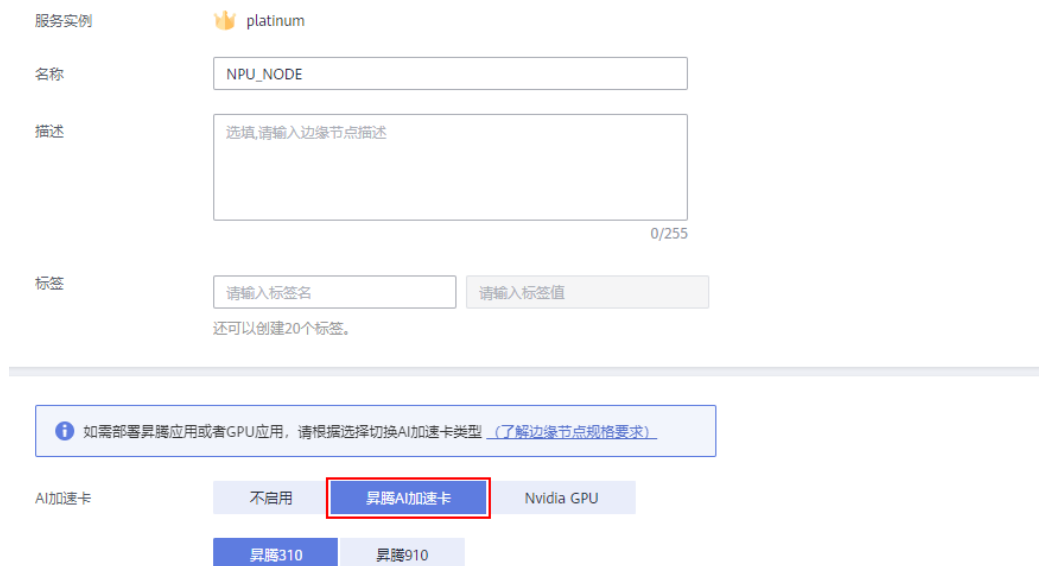 服务实例 platinum
名称 NPU_NODE
描述 选填,请输入边缘节点描述
0/255
标签 请输入标签名 请输入标签值
还可以创建20个标签。
如需部署昇腾应用或者GPU应用，请根据选择切换AI加速卡类型 （了解边缘节点规格要求）
AI加速卡 不启用 昇腾AI加速卡 Nvidia GPU
昇腾310 昇腾910